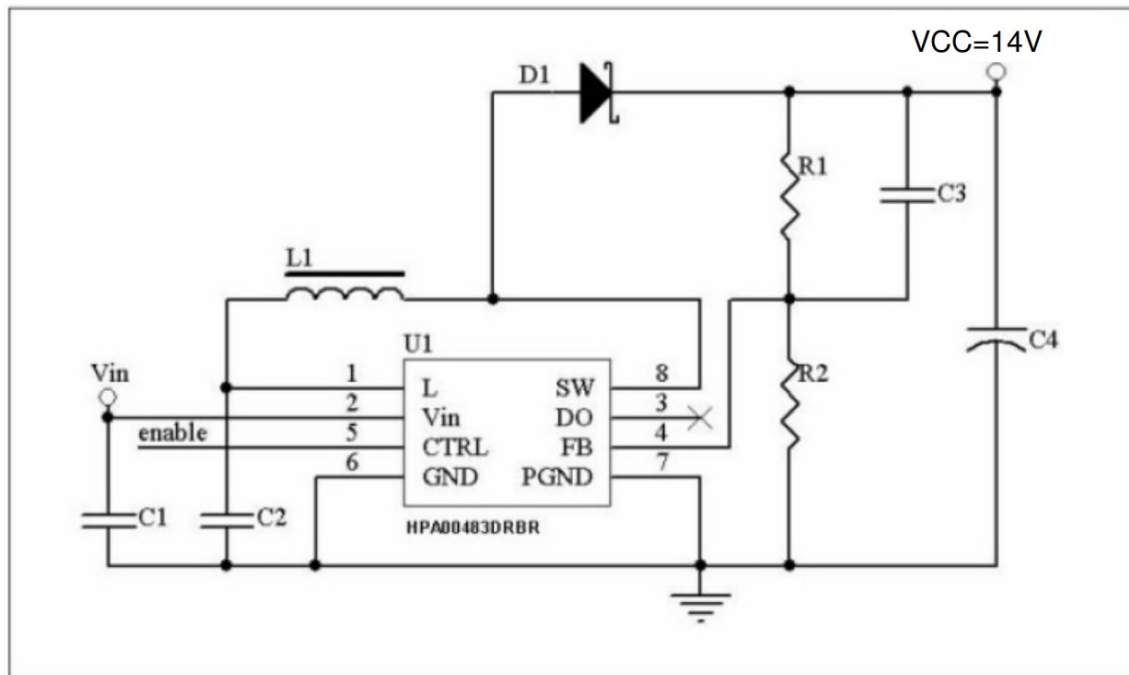 VCC=14V
D1
R1
C3
L1
U1
C4
Vin
R2
1 L SW 8
2 Vin DO 3
enable 5 CTRL FB 4
6 GND PGND 7
C1
C2
HPA00483DRBR